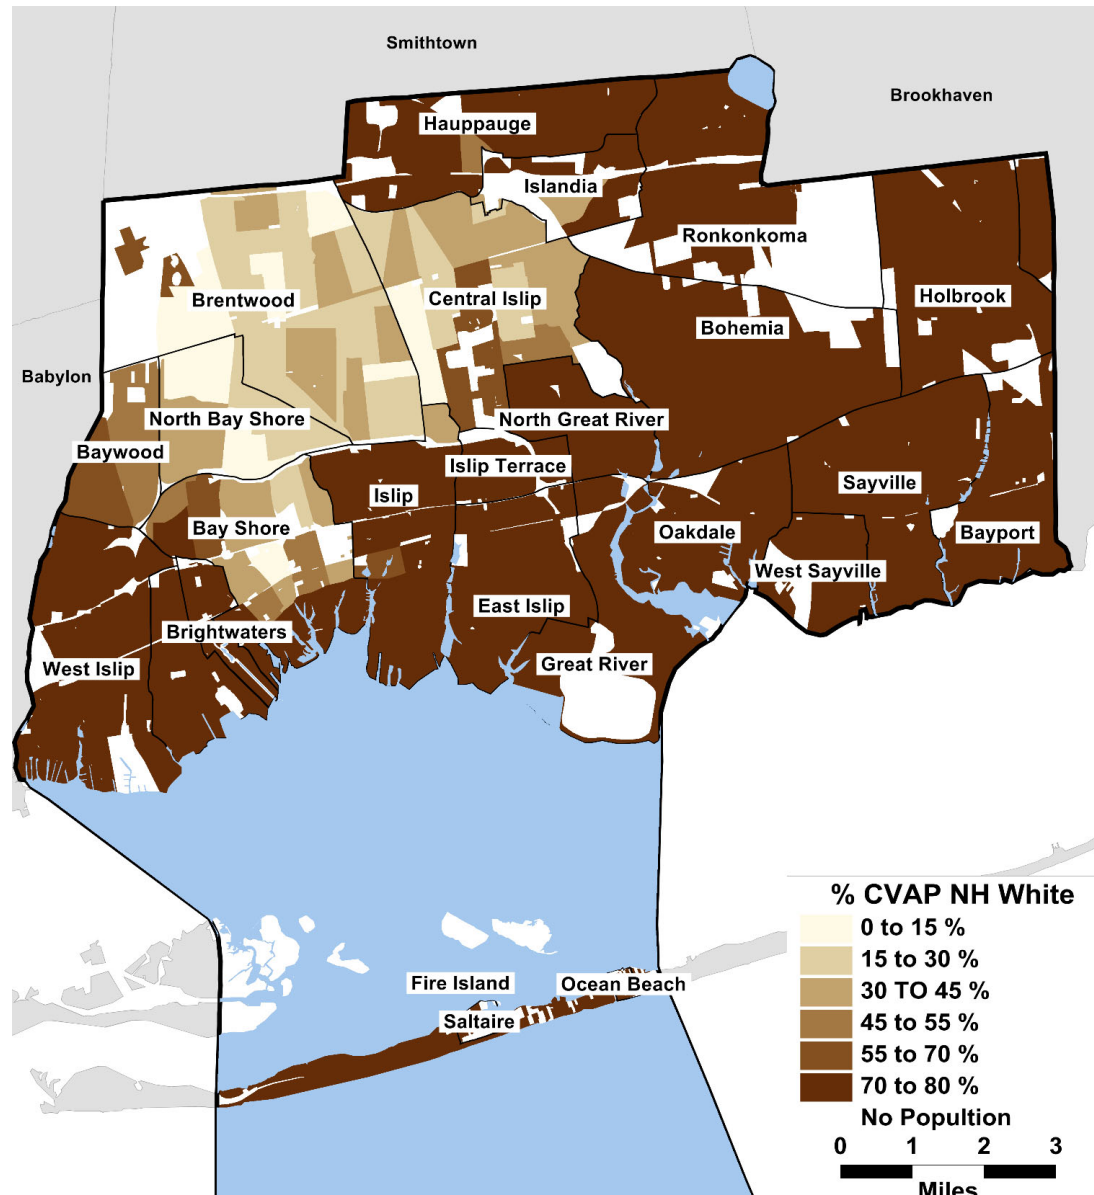 Smithtown
Brookhaven
Hauppauge
Islandia
Ronkonkoma
Brentwood
Central Islip
Holbrook
Bohemia
Babylon
North Bay Shore
North Great River
Baywood
Islip Terrace
Islip
Sayville
Bay Shore
Oakdale
Bayport
West Sayville
East Islip
Brightwaters
West Islip
Great River
Fire Island
Ocean Beach
Saltaire
% CVAP NH White
0 to 15 %
15 to 30 %
30 TO 45 %
45 to 55 %
55 to 70 %
70 to 80 %
No Popultion
0 1 2 3
Miles